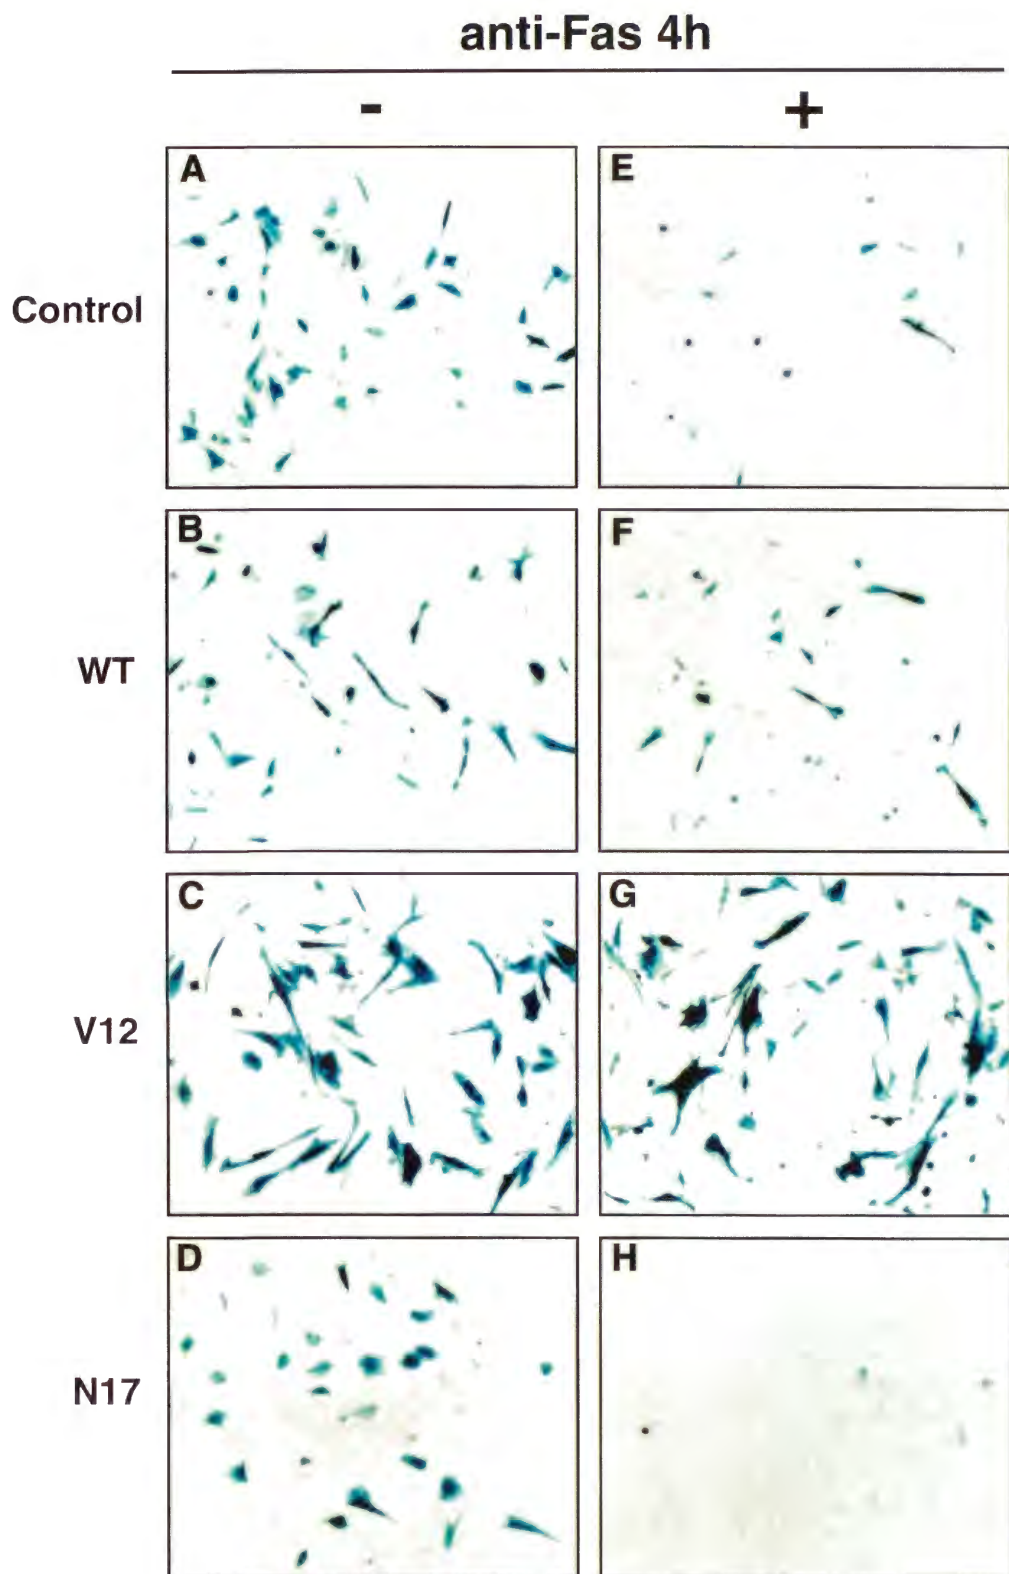 anti-Fas 4h
- +
A E
Control
B F
WT
C G
V12
D H
N17